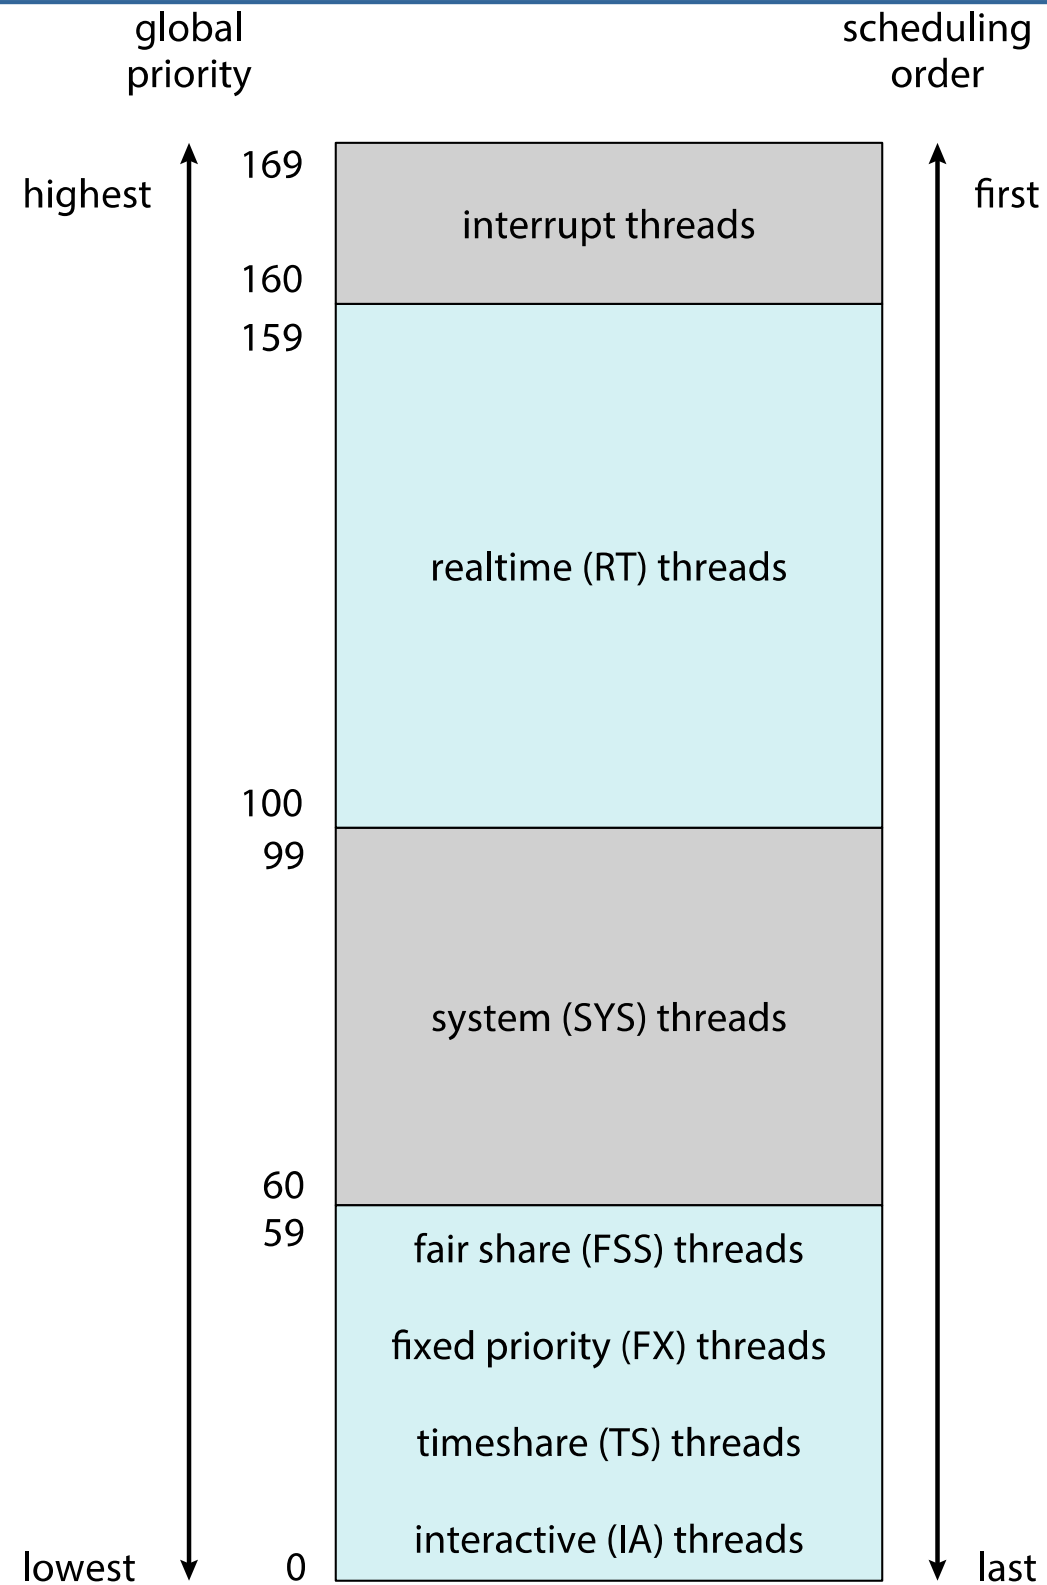 global
priority
scheduling
order
highest
169
interrupt threads
first
160
159
realtime (RT) threads
100
99
system (SYS) threads
60
59
fair share (FSS) threads
fixed priority (FX) threads
timeshare (TS) threads
interactive (IA) threads
lowest
0
last